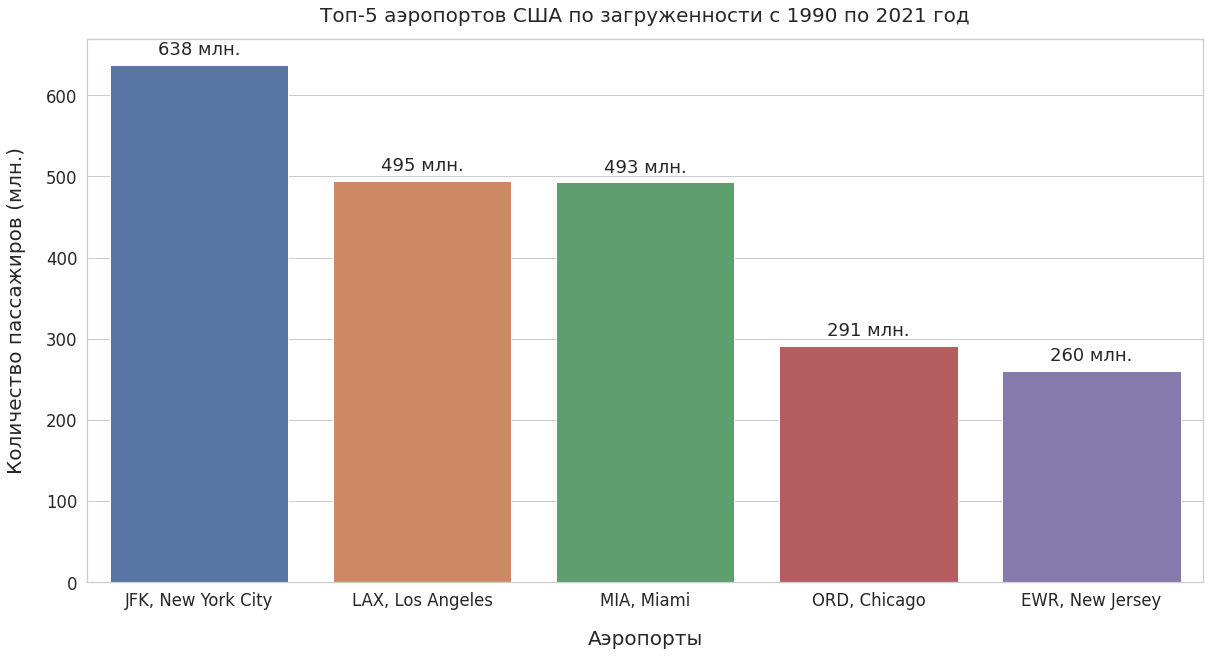 Топ-5 аэропортов США по загруженности с 1990 по 2021 год
638 млн.
495 млн.
493 млн.
291 млн.
260 млн.
Количество пассажиров (млн.)
600
500
400
300
200
100
0
JFK, New York City
LAX, Los Angeles
MIA, Miami
ORD, Chicago
EWR, New Jersey
Аэропорты